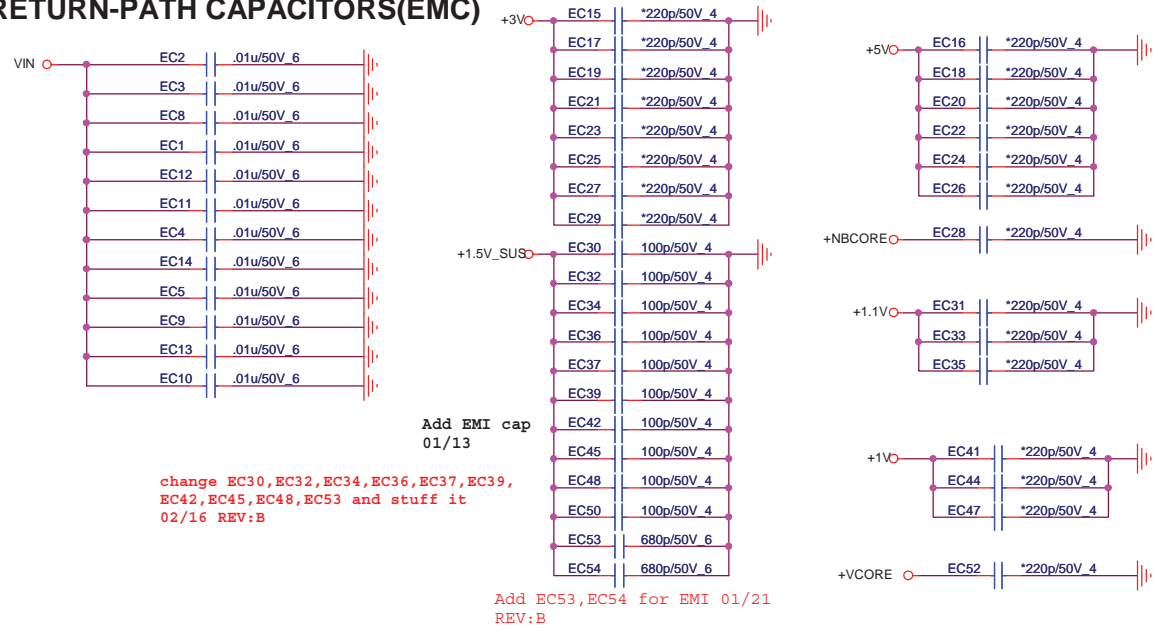 RETURN-PATH CAPACITORS(EMC)
VIN
EC2 .01u/50V_6
EC3 .01u/50V_6
EC8 .01u/50V_6
EC1 .01u/50V_6
EC12 .01u/50V_6
EC11 .01u/50V_6
EC4 .01u/50V_6
EC14 .01u/50V_6
EC5 .01u/50V_6
EC9 .01u/50V_6
EC13 .01u/50V_6
EC10 .01u/50V_6
change EC30,EC32,EC34,EC36,EC37,EC39,
EC42,EC45,EC48,EC53 and stuff it
02/16 REV:B
Add EMI cap
01/13
+3V
EC15 *220p/50V_4
EC17 *220p/50V_4
EC19 *220p/50V_4
EC21 *220p/50V_4
EC23 *220p/50V_4
EC25 *220p/50V_4
EC27 *220p/50V_4
EC29 *220p/50V_4
+1.5V_SUS
EC30 100p/50V_4
EC32 100p/50V_4
EC34 100p/50V_4
EC36 100p/50V_4
EC37 100p/50V_4
EC39 100p/50V_4
EC42 100p/50V_4
EC45 100p/50V_4
EC48 100p/50V_4
EC50 100p/50V_4
EC53 680p/50V_6
EC54 680p/50V_6
Add EC53,EC54 for EMI 01/21
REV:B
+5V
EC16 *220p/50V_4
EC18 *220p/50V_4
EC20 *220p/50V_4
EC22 *220p/50V_4
EC24 *220p/50V_4
EC26 *220p/50V_4
+NBCORE
EC28 *220p/50V_4
+1.1V
EC31 *220p/50V_4
EC33 *220p/50V_4
EC35 *220p/50V_4
+1V
EC41 *220p/50V_4
EC44 *220p/50V_4
EC47 *220p/50V_4
+VCORE
EC52 *220p/50V_4